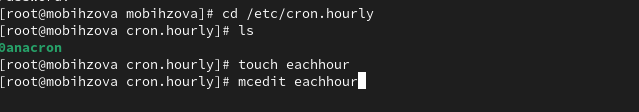 [root@mobihzova mobihzova]# cd /etc/cron.hourly
[root@mobihzova cron.hourly]# ls
0anacron
[root@mobihzova cron.hourly]# touch eachhour
[root@mobihzova cron.hourly]# mcedit eachhour